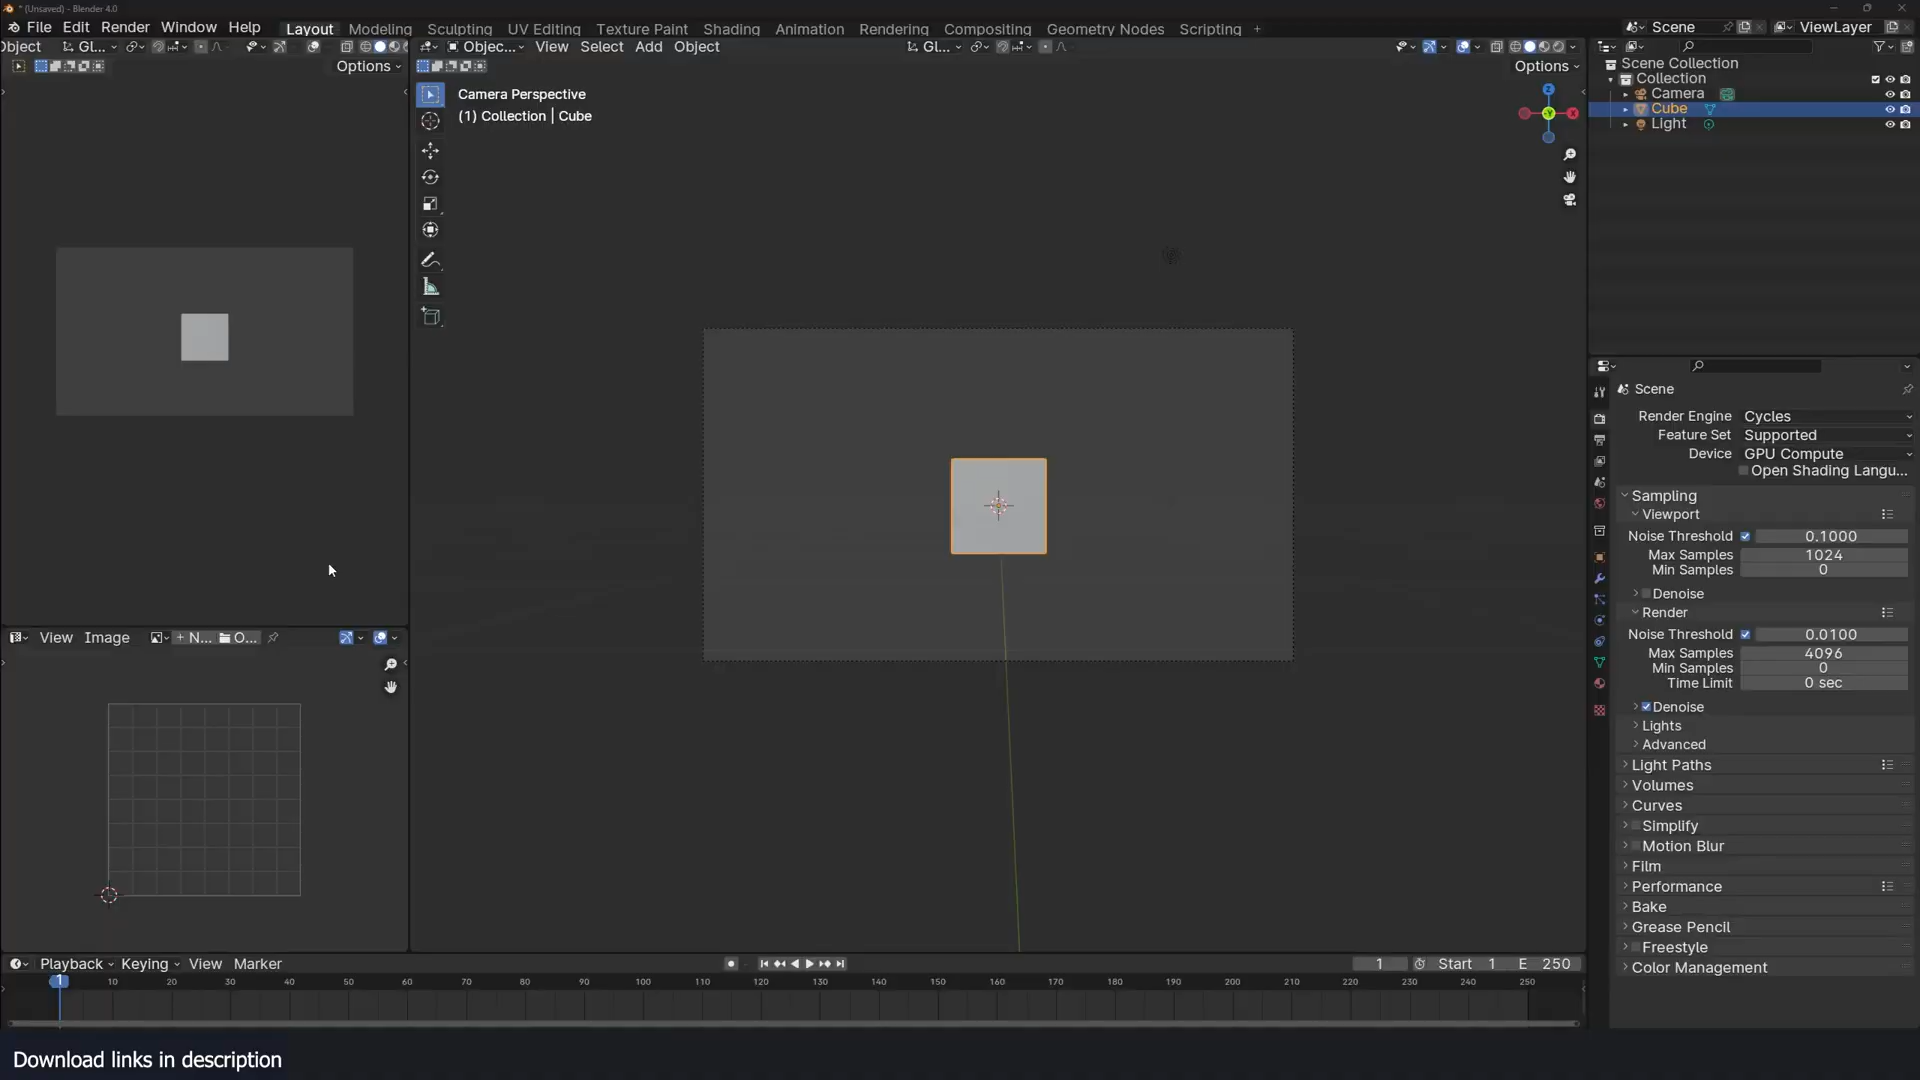 * (Unsaved) - Blender 4.0
File Edit Render Window Help Layout Modeling Sculpting UV Editing Texture Paint Shading Animation Rendering Compositing Geometry Nodes Scripting +
Scene
ViewLayer
Object
Gl...
Options
Objec...
View Select Add Object
Gl...
Options
Camera Perspective
(1) Collection | Cube
Z
Y
X
View Image
+ N...
O...
Scene Collection
Collection
Camera
Cube
Light
Scene
Render Engine Cycles
Feature Set Supported
Device GPU Compute
Open Shading Langu...
Sampling
Viewport
Noise Threshold 0.1000
Max Samples 1024
Min Samples 0
Denoise
Render
Noise Threshold 0.0100
Max Samples 4096
Min Samples 0
Time Limit 0 sec
Denoise
Lights
Advanced
Light Paths
Volumes
Curves
Simplify
Motion Blur
Film
Performance
Bake
Grease Pencil
Freestyle
Color Management
Playback Keying View Marker
1
Start 1 E 250
1 10 20 30 40 50 60 70 80 90 100 110 120 130 140 150 160 170 180 190 200 210 220 230 240 250
Download links in description